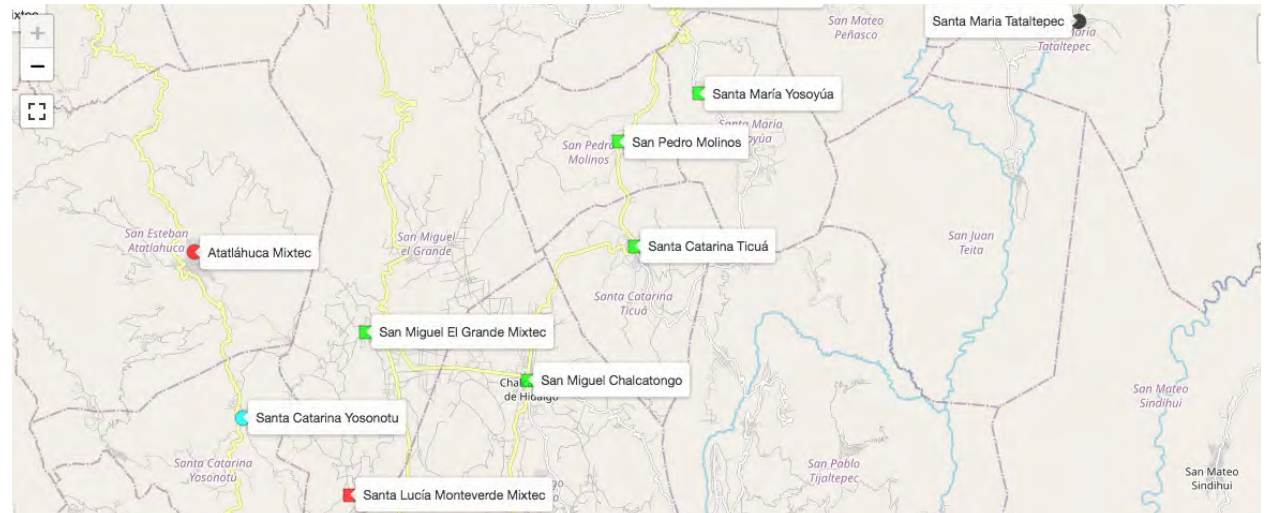 San Mateo
Peñasco
Santa Maria Tataltepec
Tataltepec
+
−
Santa María Yosoyúa
Santa María
San Pedro Molinos
San Pedro
Molinos
San Esteban
Atatlahuca
Atatláhuca Mixtec
San Miguel
el Grande
Santa Catarina Ticuá
San Juan
Teita
Santa Catarina
Ticuá
San Miguel El Grande Mixtec
San Miguel Chalcatongo
de Hidalgo
San Mateo
Sindihui
Santa Catarina Yosonotu
Santa Catarina
Yosonotú
San Pablo
Tijaltepec
San Mateo
Sindihui
Santa Lucía Monteverde Mixtec